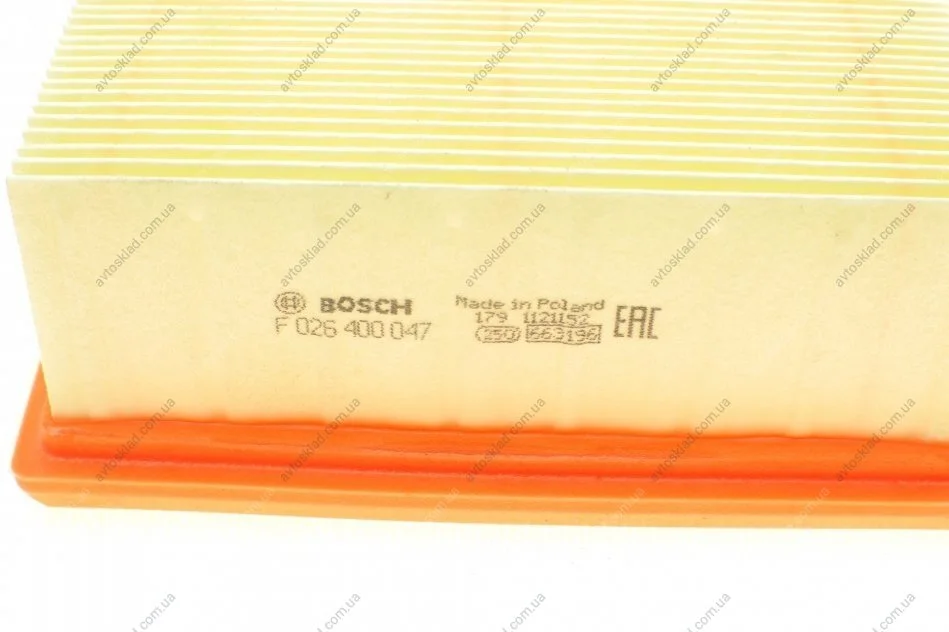 BOSCH
F 026 400 047
Made in Poland
179 1121152
250 663196
EAC
avtosklad.com.ua